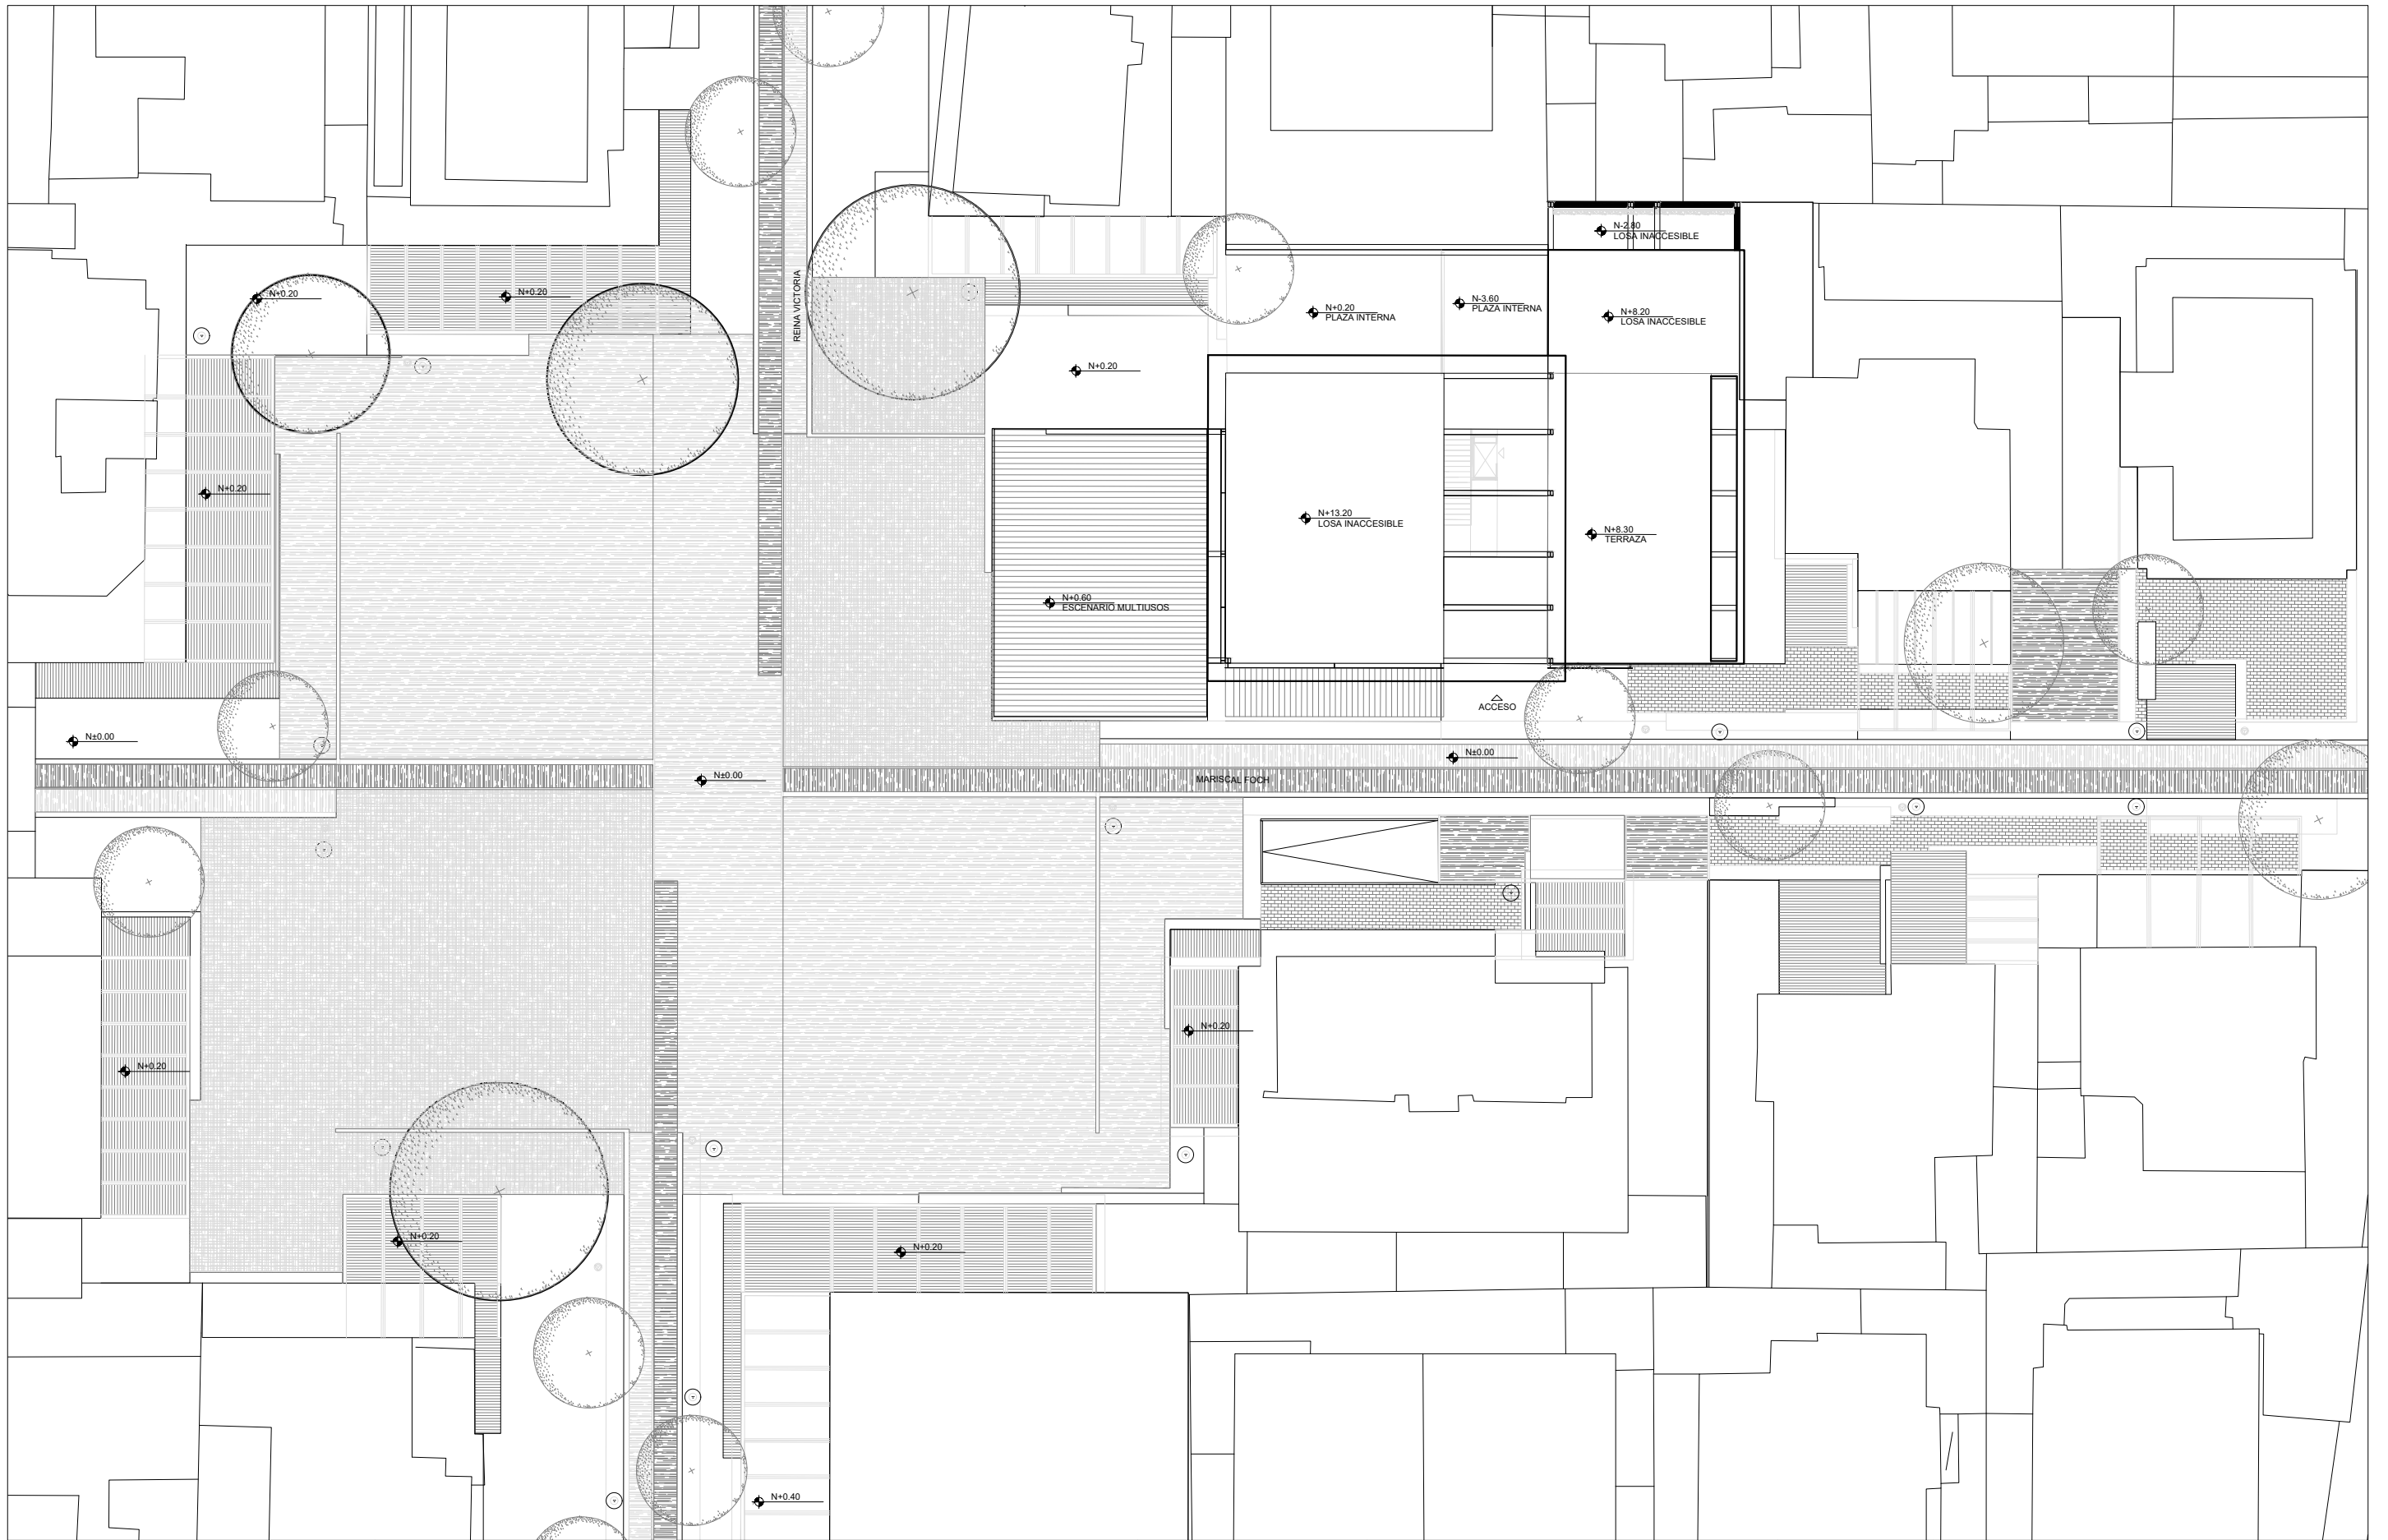 N-2.80
LOSA INACCESIBLE
REINA VICTORIA
N+0.20
N+0.20
N+0.20
PLAZA INTERNA
N-3.60
PLAZA INTERNA
N+8.20
LOSA INACCESIBLE
N+0.20
N+0.20
N+13.20
LOSA INACCESIBLE
N+8.30
TERRAZA
N+0.60
ESCENARIO MULTIUSOS
ACCESO
N±0.00
N±0.00
N±0.00
MARISCAL FOCH
N+0.20
N+0.20
N+0.20
N+0.20
N+0.40